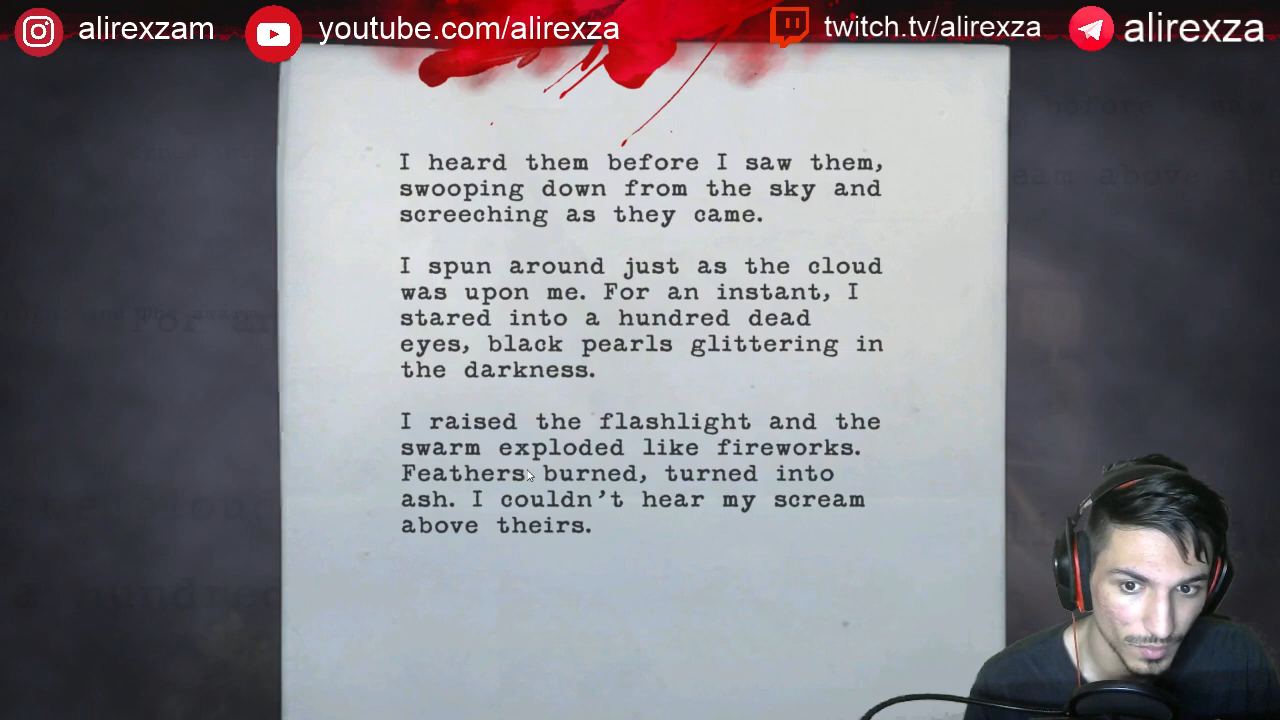 alirexzam
youtube.com/alirexza
twitch.tv/alirexza
alirexza
I heard them before I saw them,
swooping down from the sky and
screeching as they came.
I spun around just as the cloud
was upon me. For an instant, I
stared into a hundred dead
eyes, black pearls glittering in
the darkness.
I raised the flashlight and the
swarm exploded like fireworks.
Feathers burned, turned into
ash. I couldn't hear my scream
above theirs.